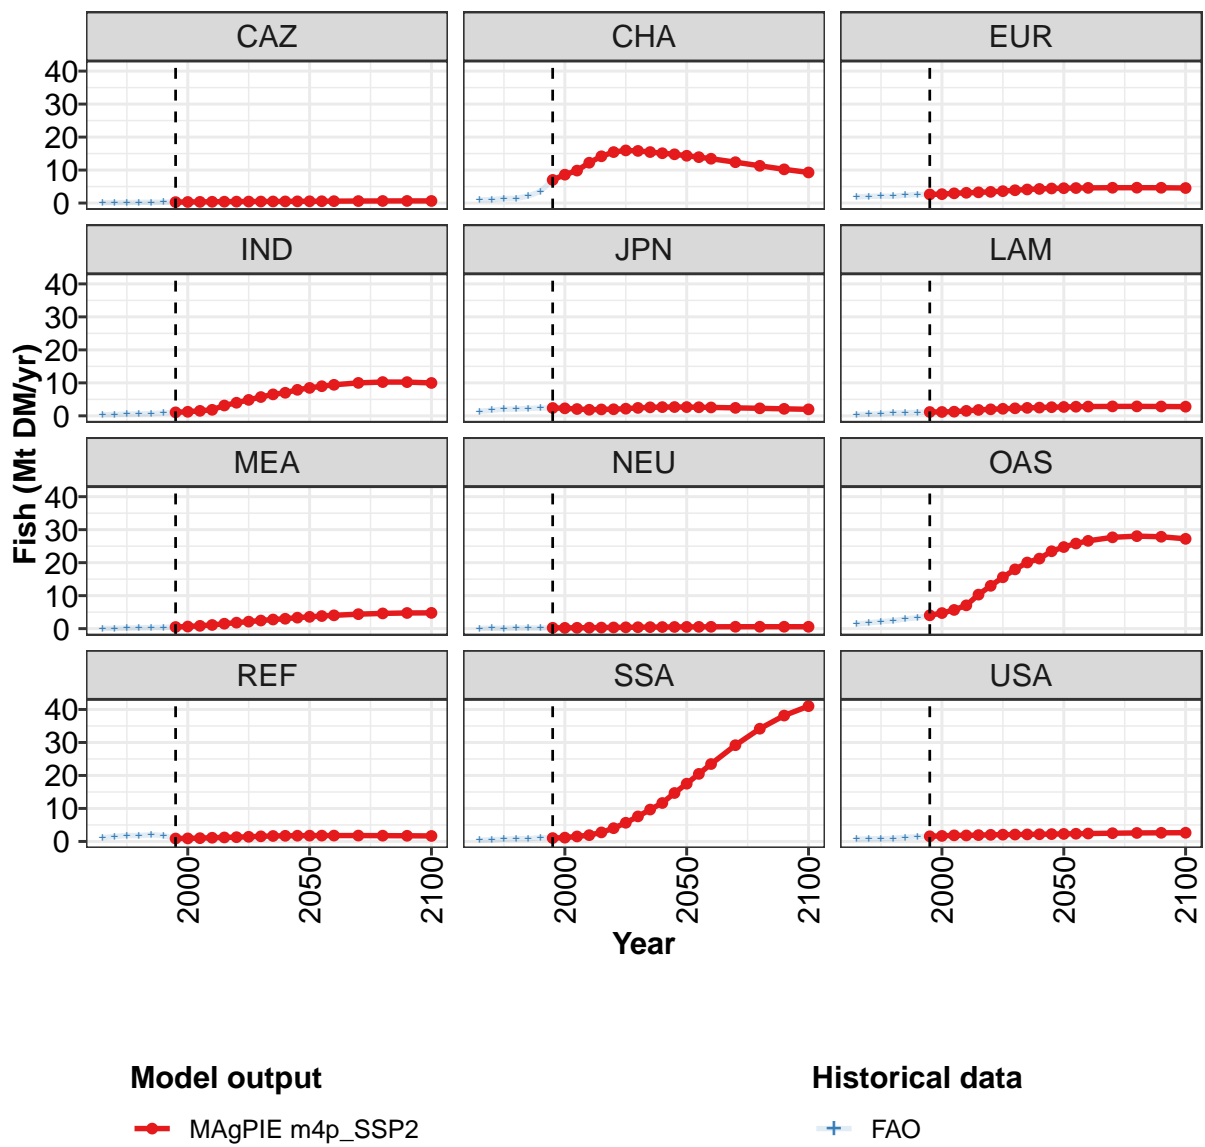 CAZ CHA EUR
40
30
20
10
0
IND JPN LAM
40
30
20
10
0
MEA NEU OAS
40
30
20
10
0
REF SSA USA
40
30
20
10
0
Fish (Mt DM/yr)
2000 2050 2100 2000 2050 2100 2000 2050 2100
Year
Model output Historical data
MAgPIE m4p_SSP2 FAO